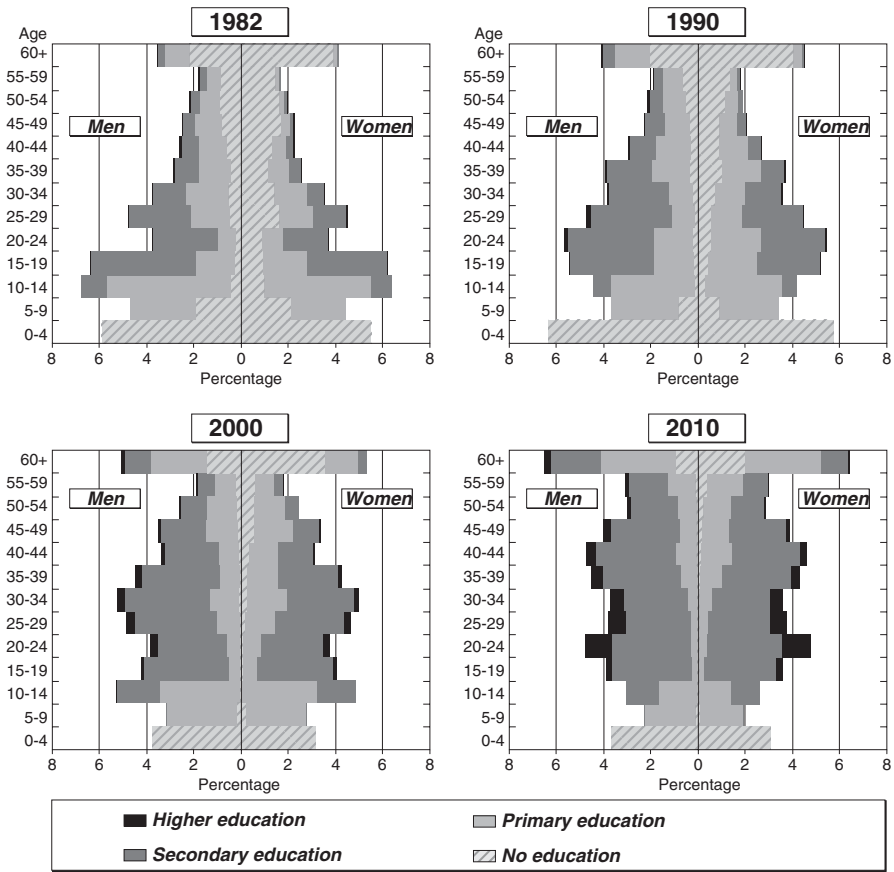 1982
Age
60+
55-59
50-54
45-49
40-44
35-39
30-34
25-29
20-24
15-19
10-14
5-9
0-4
Men
Women
8 6 4 2 0 2 4 6 8
Percentage
1990
60+
55-59
50-54
45-49
40-44
35-39
30-34
25-29
20-24
15-19
10-14
5-9
0-4
Men
Women
8 6 4 2 0 2 4 6 8
Percentage
Age
2000
60+
55-59
50-54
45-49
40-44
35-39
30-34
25-29
20-24
15-19
10-14
5-9
0-4
Men
Women
8 6 4 2 0 2 4 6 8
Percentage
2010
60+
55-59
50-54
45-49
40-44
35-39
30-34
25-29
20-24
15-19
10-14
5-9
0-4
Men
Women
8 6 4 2 0 2 4 6 8
Percentage
Age
Age
Higher education
Primary education
Secondary education
No education